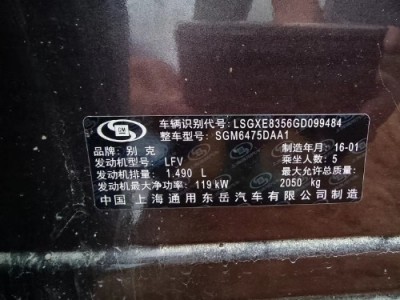 车辆识别代号: LSGXE8356GD099484
整车型号: SGM6475DAA1
品牌: 别克 制造年月: 16-01
发动机型号: LFV 乘坐人数: 5
发动机排量: 1.490 L 最大允许总质量:
发动机最大净功率: 119 kW 2050 kg
中国 上海通用东岳汽车有限公司制造